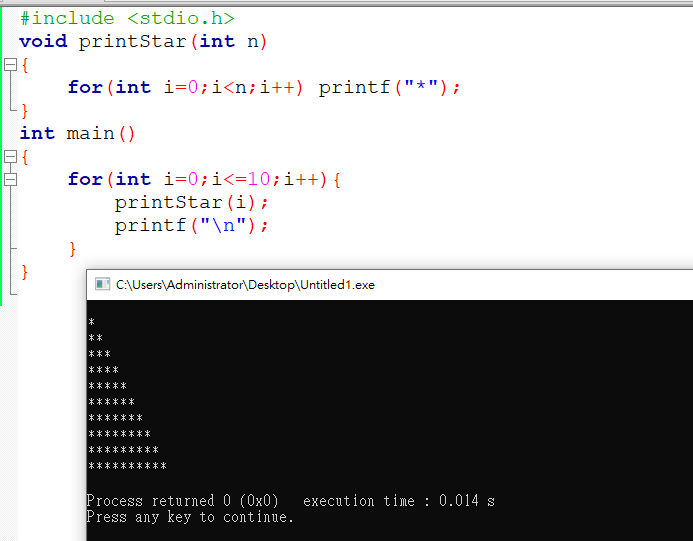 #include <stdio.h>
void printStar(int n)
{
    for(int i=0;i<n;i++) printf("*");
}
int main()
{
    for(int i=0;i<=10;i++){
        printStar(i);
        printf("\n");
    }
}
C:\Users\Administrator\Desktop\Untitled1.exe
*
**
***
****
*****
******
*******
********
*********
**********
Process returned 0 (0x0)   execution time : 0.014 s
Press any key to continue.